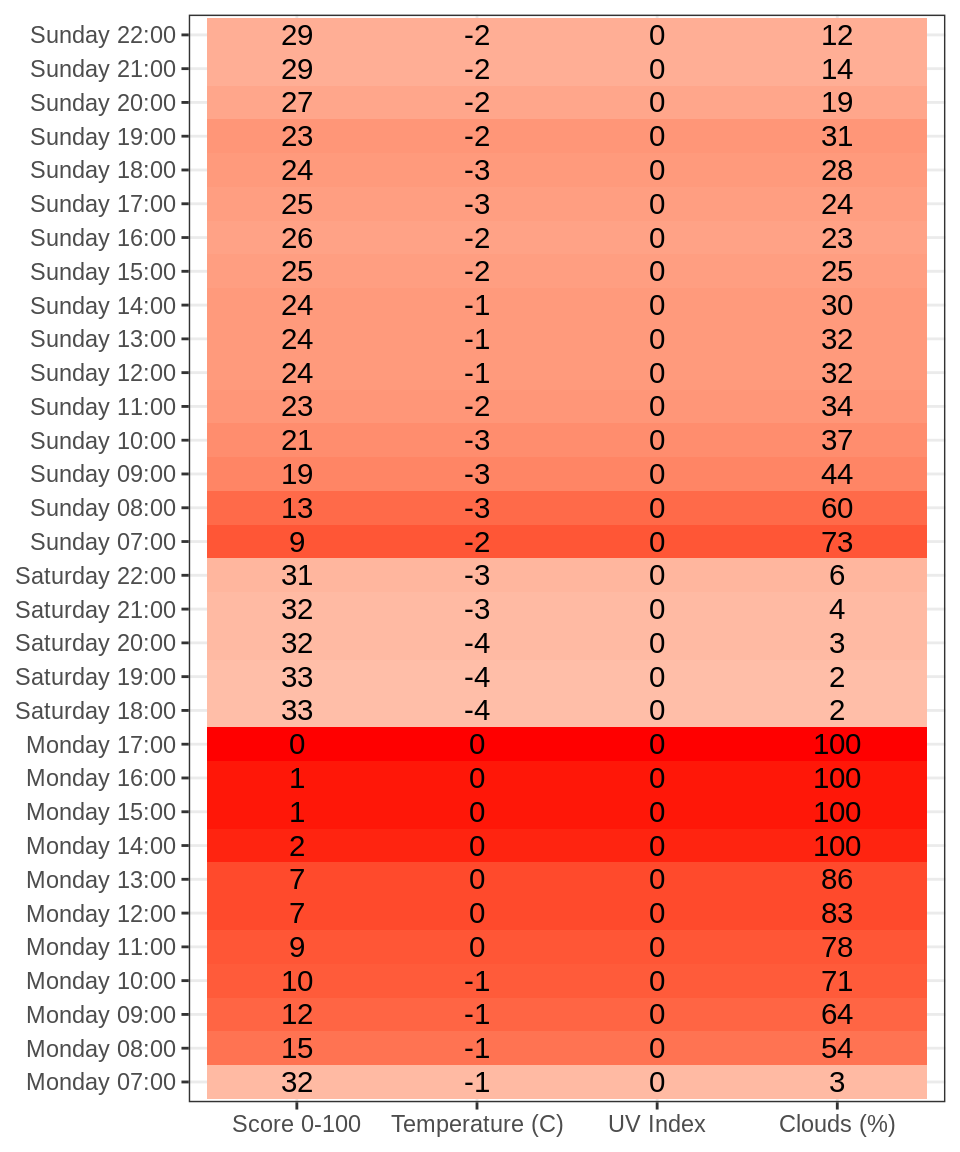 Sunday 22:00 29 -2 0 12
Sunday 21:00 29 -2 0 14
Sunday 20:00 27 -2 0 19
Sunday 19:00 23 -2 0 31
Sunday 18:00 24 -3 0 28
Sunday 17:00 25 -3 0 24
Sunday 16:00 26 -2 0 23
Sunday 15:00 25 -2 0 25
Sunday 14:00 24 -1 0 30
Sunday 13:00 24 -1 0 32
Sunday 12:00 24 -1 0 32
Sunday 11:00 23 -2 0 34
Sunday 10:00 21 -3 0 37
Sunday 09:00 19 -3 0 44
Sunday 08:00 13 -3 0 60
Sunday 07:00 9 -2 0 73
Saturday 22:00 31 -3 0 6
Saturday 21:00 32 -3 0 4
Saturday 20:00 32 -4 0 3
Saturday 19:00 33 -4 0 2
Saturday 18:00 33 -4 0 2
Monday 17:00 0 0 0 100
Monday 16:00 1 0 0 100
Monday 15:00 1 0 0 100
Monday 14:00 2 0 0 100
Monday 13:00 7 0 0 86
Monday 12:00 7 0 0 83
Monday 11:00 9 0 0 78
Monday 10:00 10 -1 0 71
Monday 09:00 12 -1 0 64
Monday 08:00 15 -1 0 54
Monday 07:00 32 -1 0 3
Score 0-100 Temperature (C) UV Index Clouds (%)